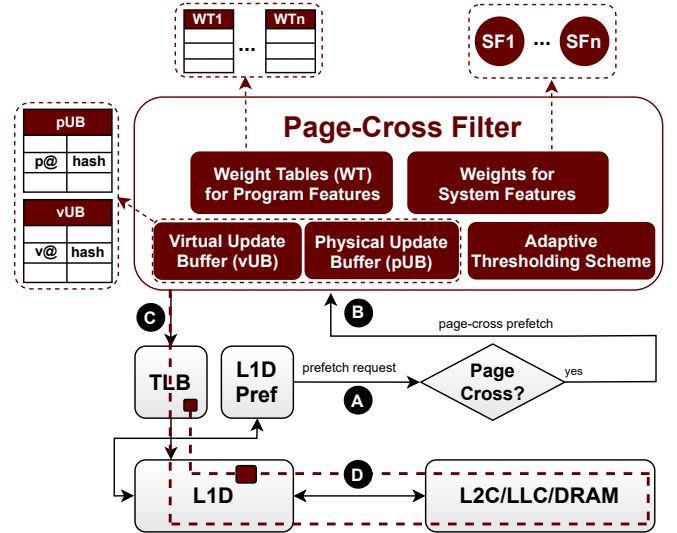 WT1
WTn
...
SF1
...
SFn
pUB
p@
hash
vUB
v@
hash
Page-Cross Filter
Weight Tables (WT)
for Program Features
Weights for
System Features
Virtual Update
Buffer (vUB)
Physical Update
Buffer (pUB)
Adaptive
Thresholding Scheme
C
B
page-cross prefetch
TLB
L1D
Pref
prefetch request
A
Page
Cross?
yes
D
L1D
L2C/LLC/DRAM